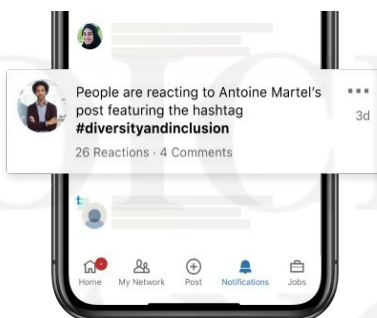 People are reacting to Antoine Martel's
post featuring the hashtag
#diversityandinclusion
3d
26 Reactions · 4 Comments
Home
My Network
Post
Notifications
Jobs